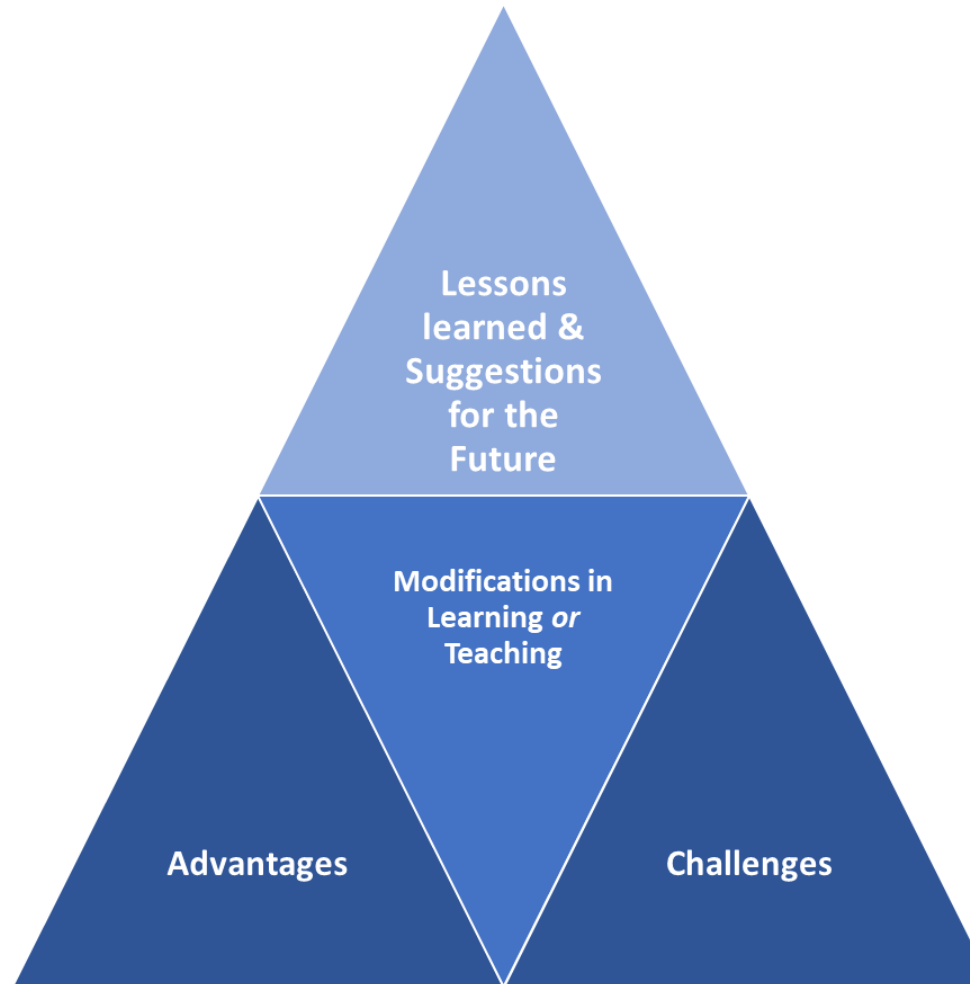 Lessons
learned &
Suggestions
for the
Future
Modifications in
Learning or
Teaching
Advantages
Challenges